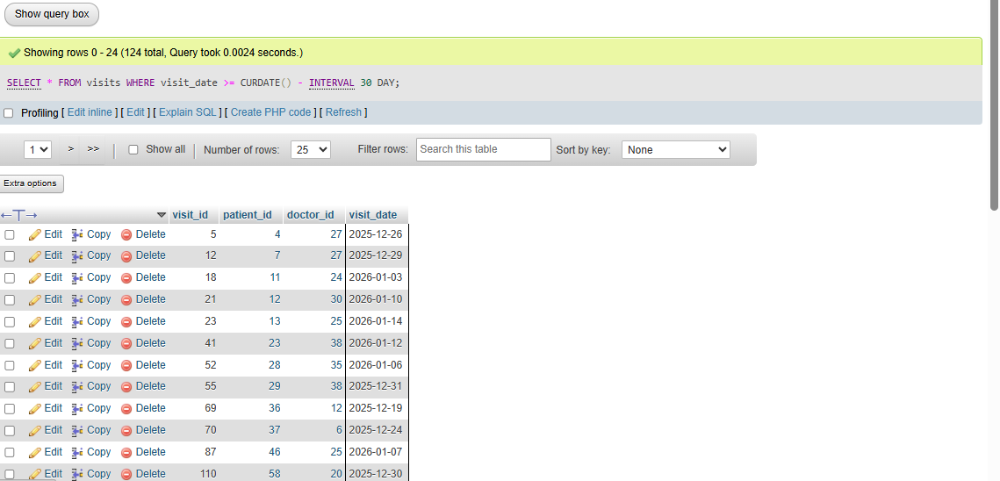 Show query box
Showing rows 0 - 24 (124 total, Query took 0.0024 seconds.)
SELECT * FROM visits WHERE visit_date >= CURDATE() - INTERVAL 30 DAY;
Profiling [ Edit inline ] [ Edit ] [ Explain SQL ] [ Create PHP code ] [ Refresh ]
1 > >> Show all Number of rows: 25 Filter rows: Search this table Sort by key: None
Extra options
←T→ visit_id patient_id doctor_id visit_date
Edit Copy Delete 5 4 27 2025-12-26
Edit Copy Delete 12 7 27 2025-12-29
Edit Copy Delete 18 11 24 2026-01-03
Edit Copy Delete 21 12 30 2026-01-10
Edit Copy Delete 23 13 25 2026-01-14
Edit Copy Delete 41 23 38 2026-01-12
Edit Copy Delete 52 28 35 2026-01-06
Edit Copy Delete 55 29 38 2025-12-31
Edit Copy Delete 69 36 12 2025-12-19
Edit Copy Delete 70 37 6 2025-12-24
Edit Copy Delete 87 46 25 2026-01-07
Edit Copy Delete 110 58 20 2025-12-30